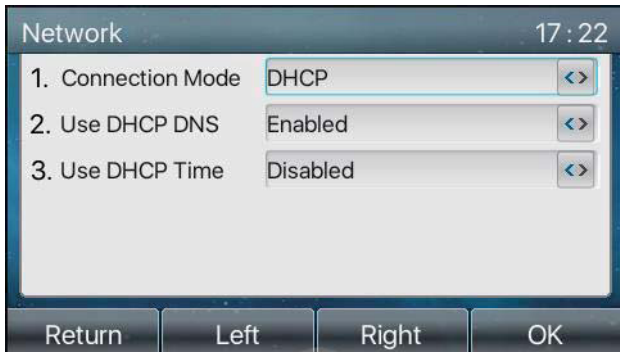 Network 17:22
1. Connection Mode DHCP <>
2. Use DHCP DNS Enabled <>
3. Use DHCP Time Disabled <>
Return Left Right OK